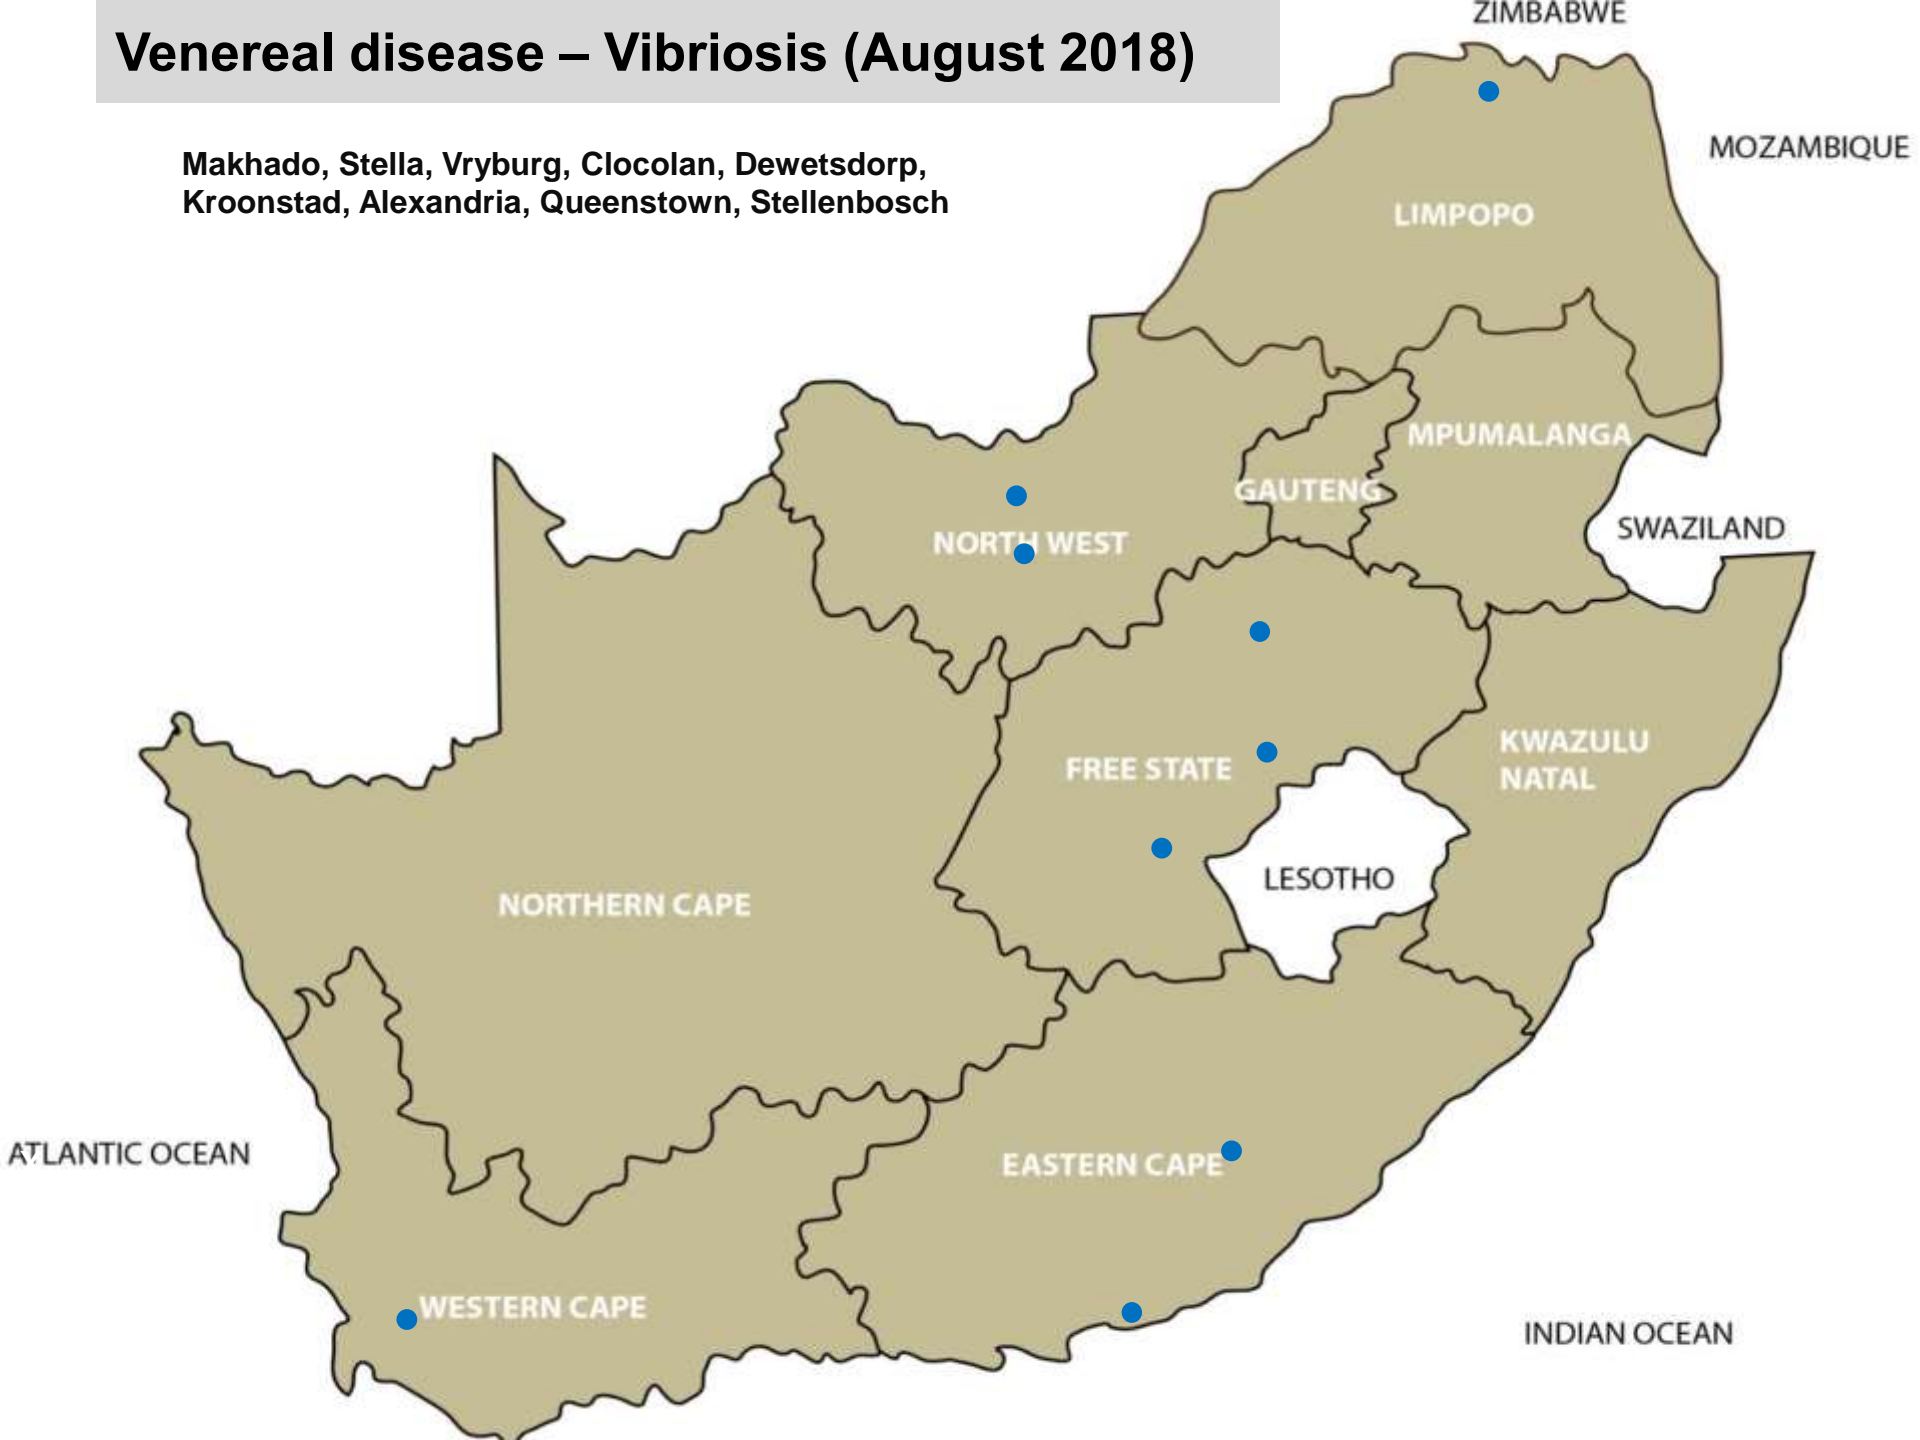 ZIMBABWE
Venereal disease – Vibriosis (August 2018)
MOZAMBIQUE
Makhado, Stella, Vryburg, Clocolan, Dewetsdorp,
Kroonstad, Alexandria, Queenstown, Stellenbosch
LIMPOPO
MPUMALANGA
GAUTENG
SWAZILAND
NORTH WEST
KWAZULU
NATAL
FREE STATE
LESOTHO
NORTHERN CAPE
ATLANTIC OCEAN
EASTERN CAPE
WESTERN CAPE
INDIAN OCEAN